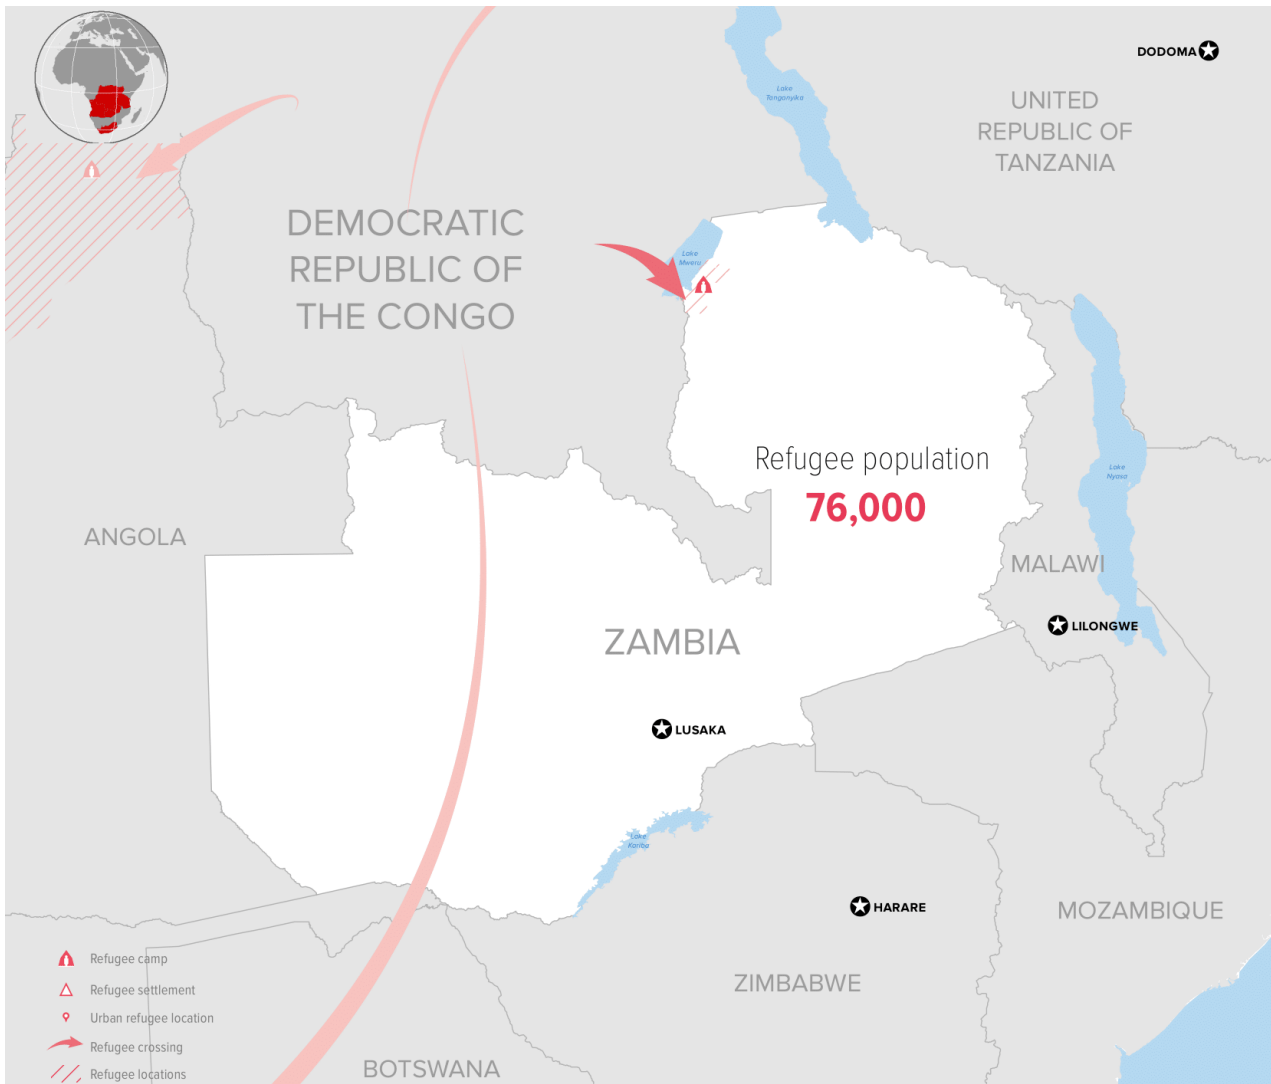 DODOMA
Lake
Tanganyika
UNITED
REPUBLIC OF
TANZANIA
DEMOCRATIC
REPUBLIC OF
THE CONGO
Lake
Mweru
Refugee population
76,000
Lake
Nyasa
ANGOLA
MALAWI
LILONGWE
ZAMBIA
LUSAKA
Lake
Kariba
HARARE
MOZAMBIQUE
ZIMBABWE
BOTSWANA
Refugee camp
Refugee settlement
Urban refugee location
Refugee crossing
Refugee locations